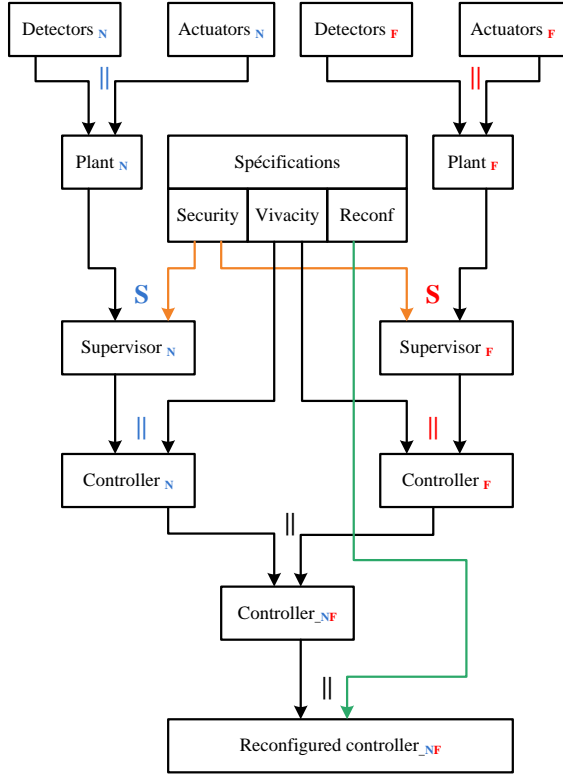 Detectors N
Actuators N
Detectors F
Actuators F
||
||
Plant N
Spécifications
Plant F
Security
Vivacity
Reconf
S
S
Supervisor N
Supervisor F
||
||
Controller N
Controller F
||
Controller_NF
||
Reconfigured controller_NF